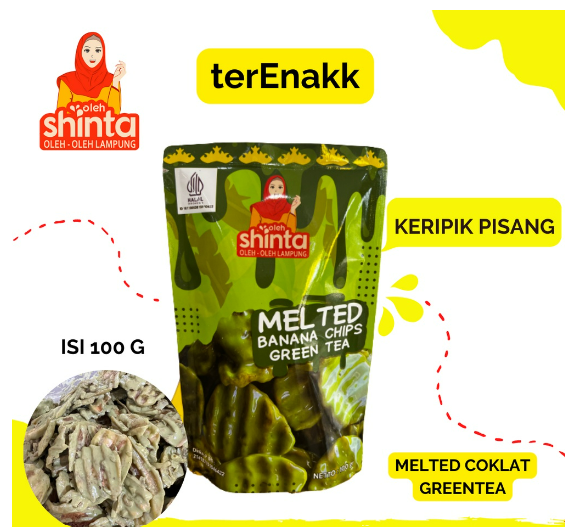 terEnakk
oleh
shinta
OLEH - OLEH LAMPUNG
HALAL
oleh
shinta
OLEH - OLEH LAMPUNG
KERIPIK PISANG
MELTED
BANANA CHIPS
GREEN TEA
ISI 100 G
MELTED COKLAT
GREENTEA